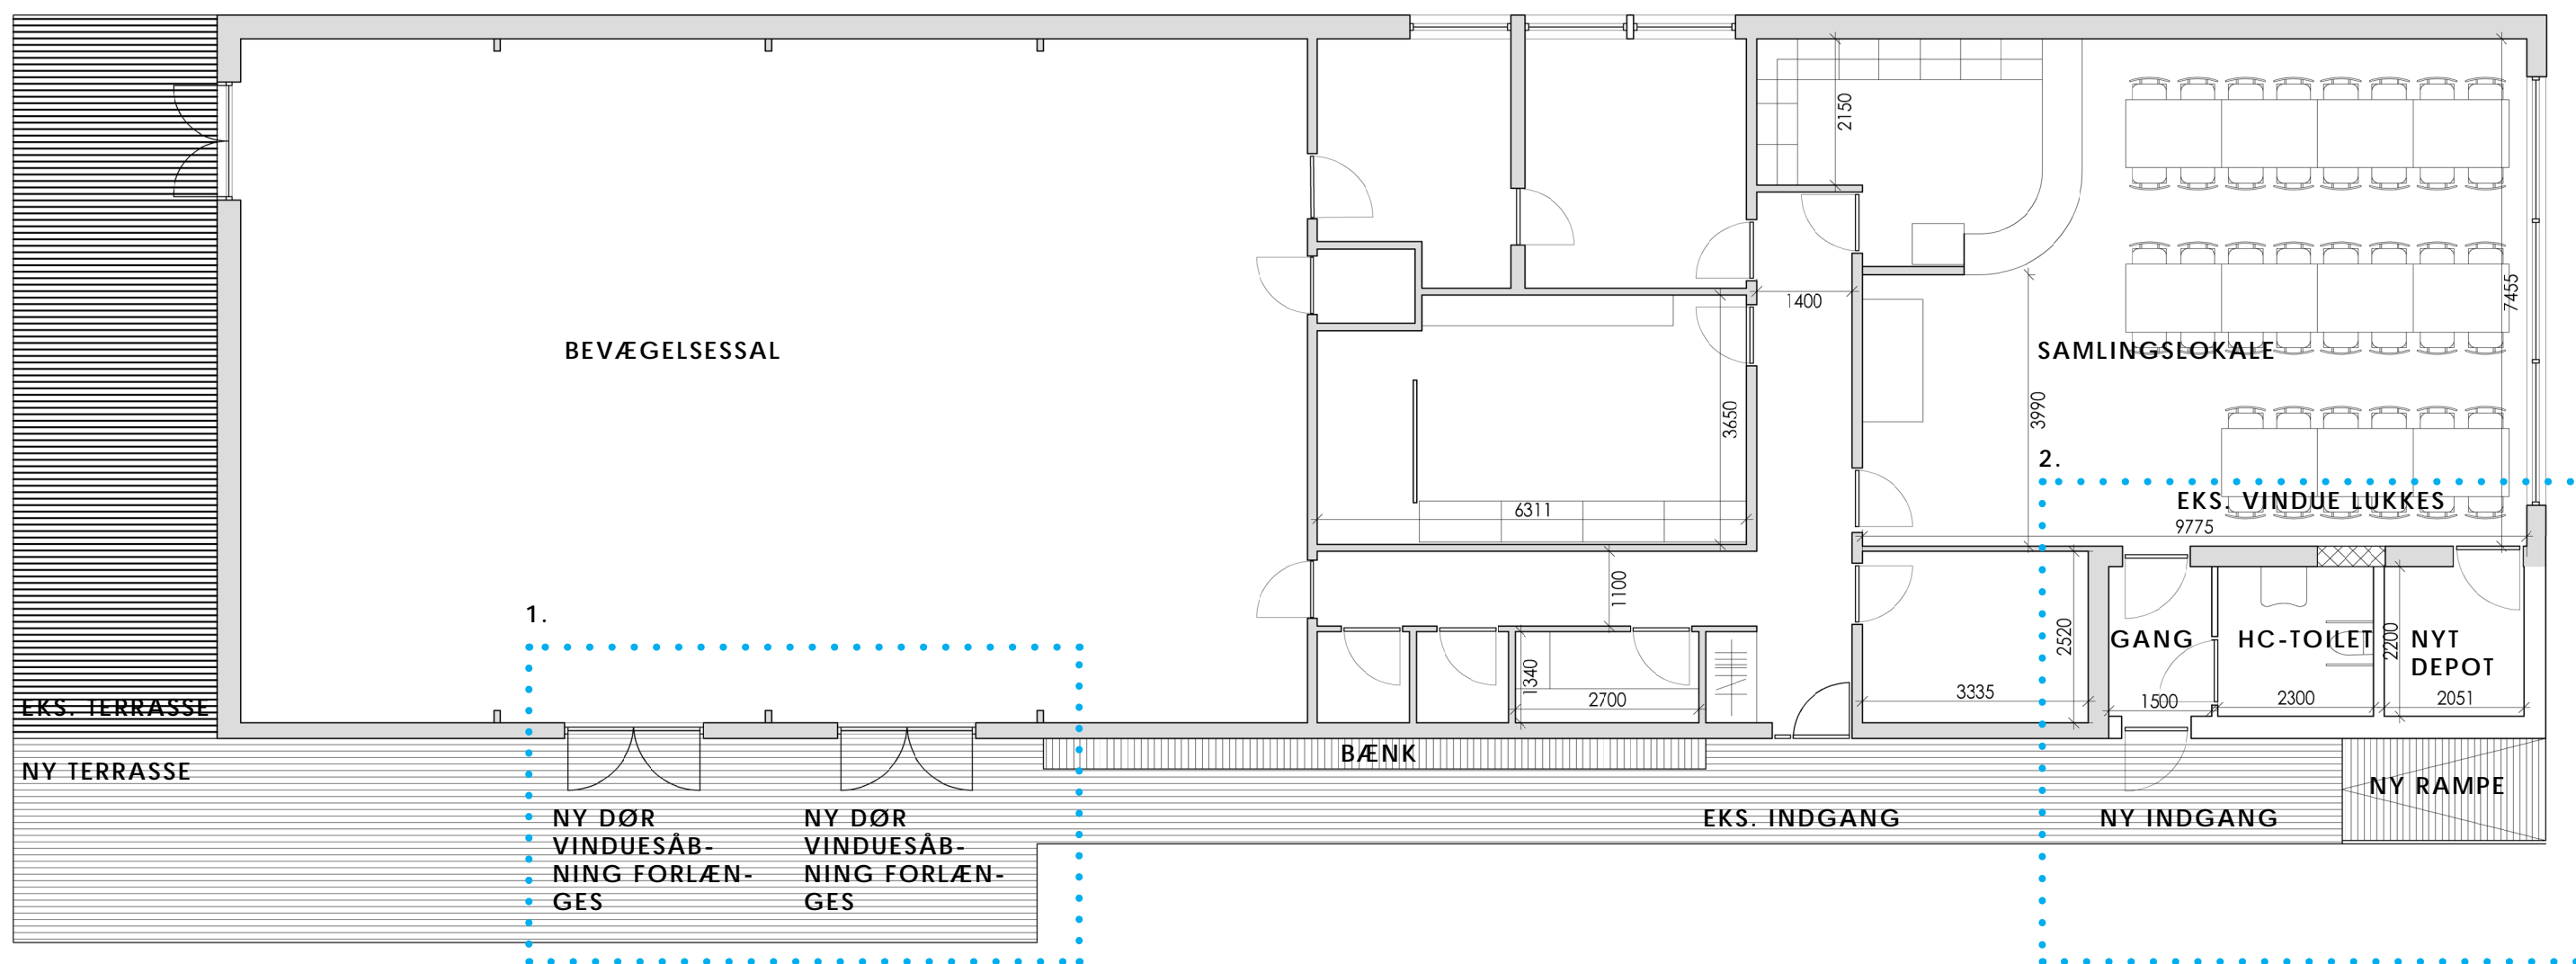 2150
1400
7455
BEVÆGELSESSAL
SAMLINGSLOKALE
3650
3990
2.
EKS. VINDUE LUKKES
6311
9775
1100
1.
2520
GANG
HC-TOILET
2200
NYT
DEPOT
1340
2700
3335
1500
2300
2051
EKS. TERRASSE
NY TERRASSE
BÆNK
NY RAMPE
NY DØR
VINDUESÅB-
NING FORLÆN-
GES
NY DØR
VINDUESÅB-
NING FORLÆN-
GES
EKS. INDGANG
NY INDGANG